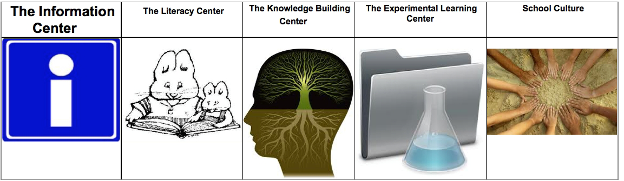 The Information
Center
The Literacy Center
The Knowledge Building
Center
The Experimental Learning
Center
School Culture
i